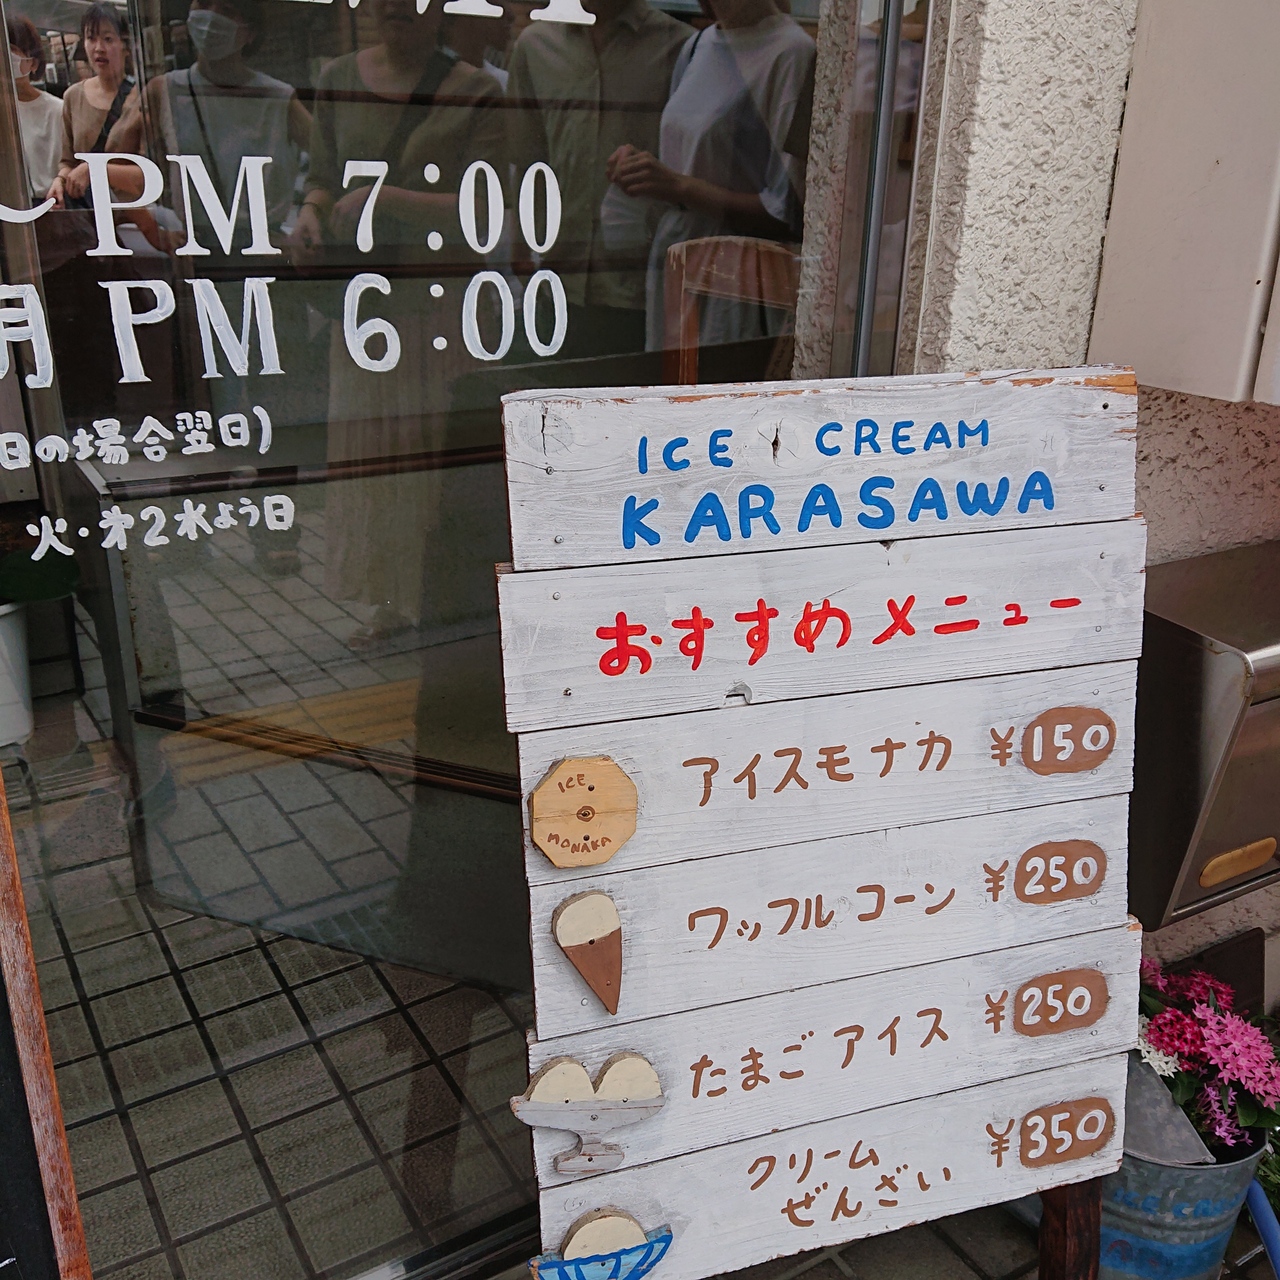 ~PM 7:00
月 PM 6:00
日の場合翌日)
火・第2水よう日
ICE CREAM
KARASAWA
おすすめメニュー
アイスモナカ ¥150
ICE
MONAKA
ワッフルコーン ¥250
たまごアイス ¥250
クリーム
ぜんざい ¥350